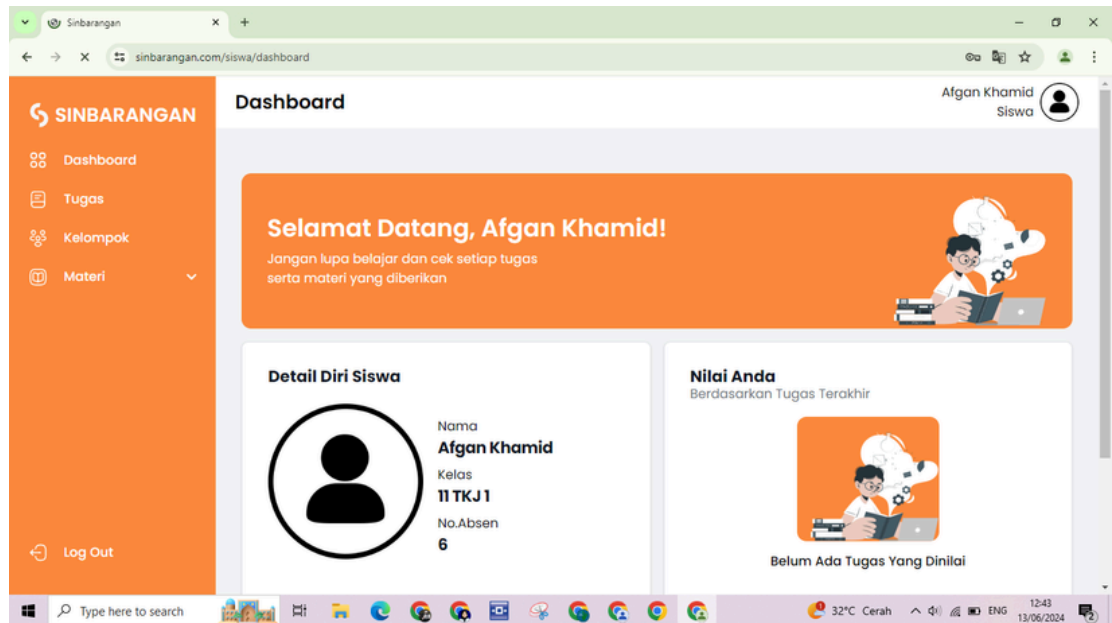 Sinbarangan
sinbarangan.com/siswa/dashboard
SINBARANGAN
Dashboard
Tugas
Kelompok
Materi
Log Out
Dashboard
Afgan Khamid
Siswa
Selamat Datang, Afgan Khamid!
Jangan lupa belajar dan cek setiap tugas
serta materi yang diberikan
Detail Diri Siswa
Nama
Afgan Khamid
Kelas
11 TKJ 1
No.Absen
6
Nilai Anda
Berdasarkan Tugas Terakhir
Belum Ada Tugas Yang Dinilai
Type here to search
32°C Cerah
ENG
12:43
13/06/2024
2